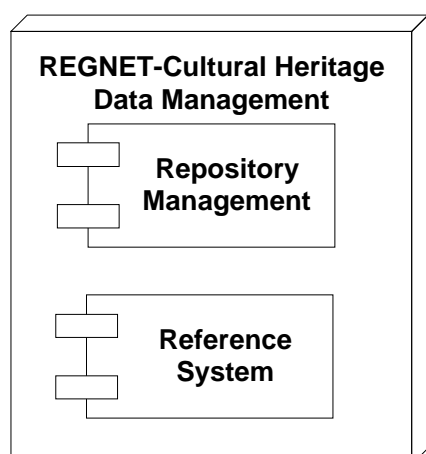 REGNET-Cultural Heritage
Data Management
Repository
Management
Reference
System